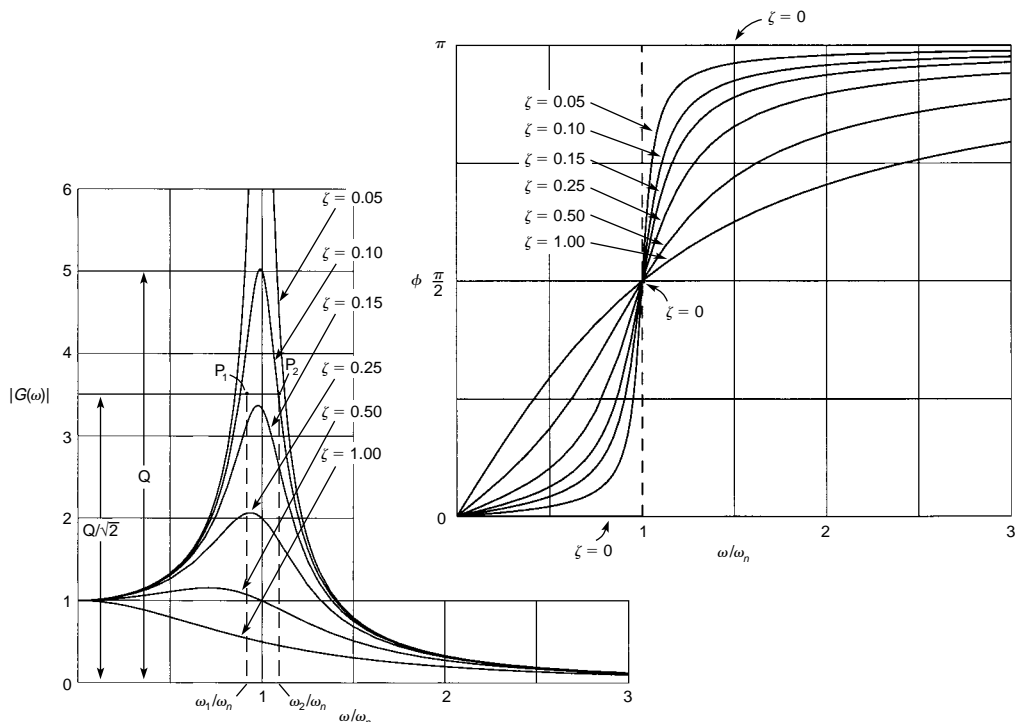 ζ = 0
π
ζ = 0.05
ζ = 0.10
ζ = 0.15
ζ = 0.25
ζ = 0.50
ζ = 1.00
ϕ π/2
ζ = 0
0
ζ = 0
1
ω/ωₙ
2
3
6
5
4
|G(ω)|
3
2
1
0
ζ = 0.05
ζ = 0.10
ζ = 0.15
P₁
P₂
ζ = 0.25
ζ = 0.50
ζ = 1.00
Q
Q/√2
ω₁/ωₙ
1
ω₂/ωₙ
ω/ωₙ
2
3